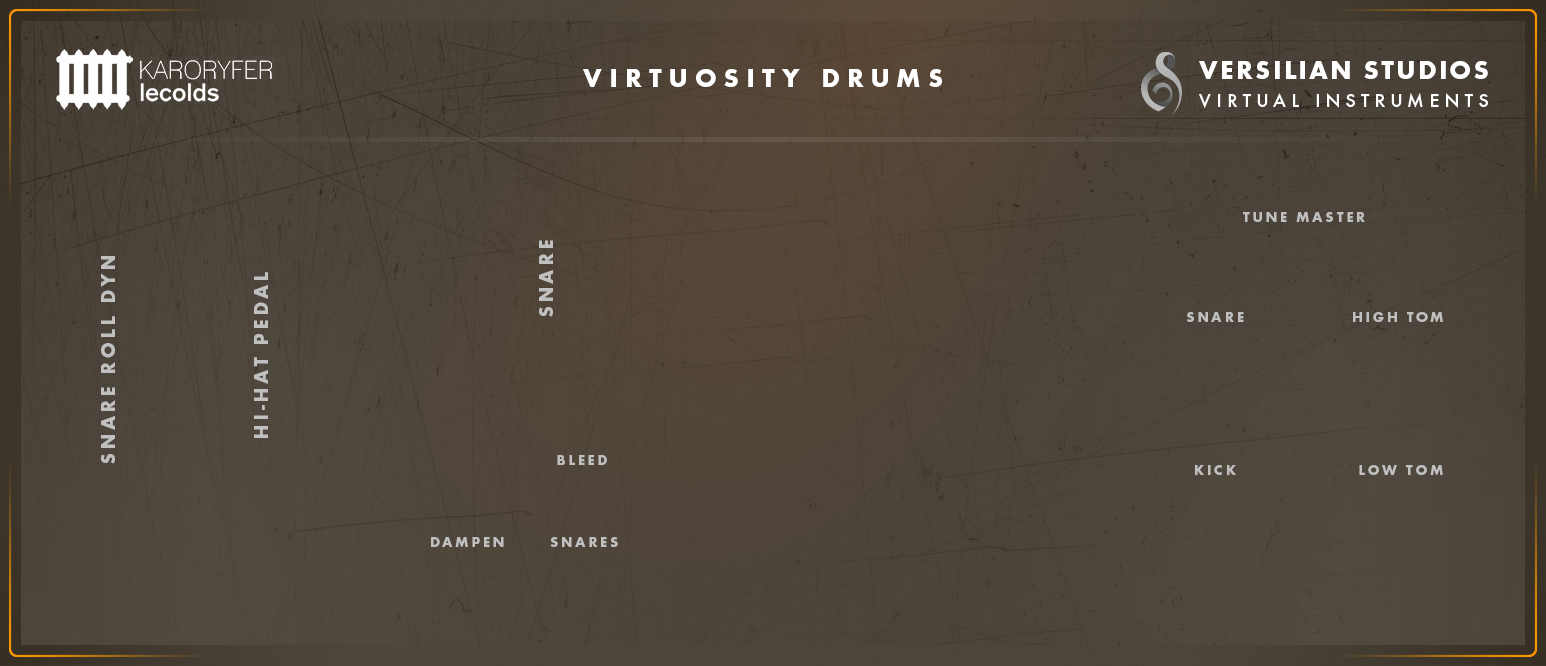 KARORYFER
lecolds
VIRTUOSITY DRUMS
VERSILIAN STUDIOS
VIRTUAL INSTRUMENTS
SNARE ROLL DYN
HI-HAT PEDAL
SNARE
BLEED
DAMPEN SNARES
TUNE MASTER
SNARE HIGH TOM
KICK LOW TOM